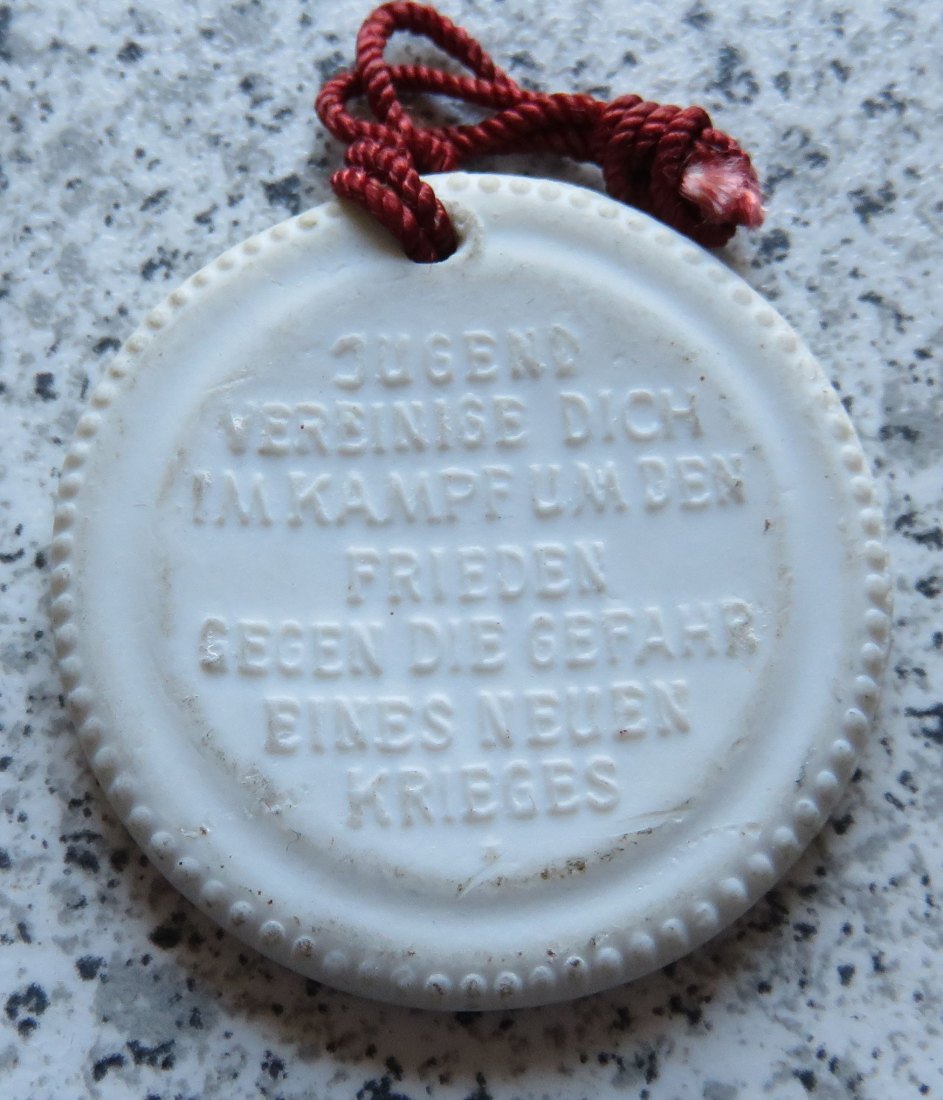 JUGEND
VEREINIGE DICH
IM KAMPF UM DEN
FRIEDEN
GEGEN DIE GEFAHR
EINES NEUEN
KRIEGES